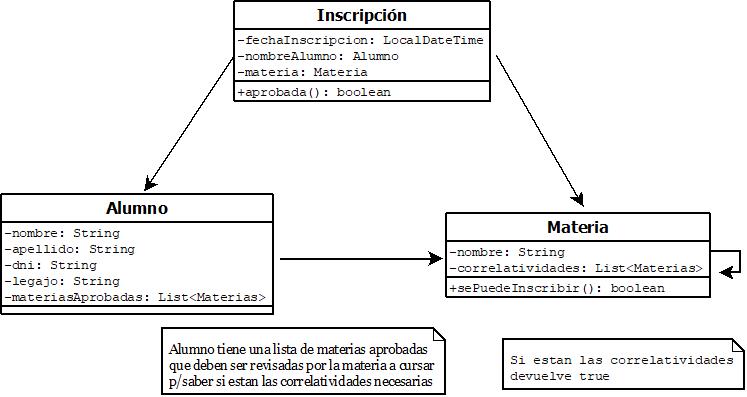 Inscripción
-fechaInscripcion: LocalDateTime
-nombreAlumno: Alumno
-materia: Materia
+aprobada(): boolean
Alumno
-nombre: String
-apellido: String
-dni: String
-legajo: String
-materiasAprobadas: List<Materias>
Materia
-nombre: String
-correlatividades: List<Materias>
+sePuedeInscribir(): boolean
Alumno tiene una lista de materias aprobadas
que deben ser revisadas por la materia a cursar
p/saber si estan las correlatividades necesarias
Si estan las correlatividades
devuelve true